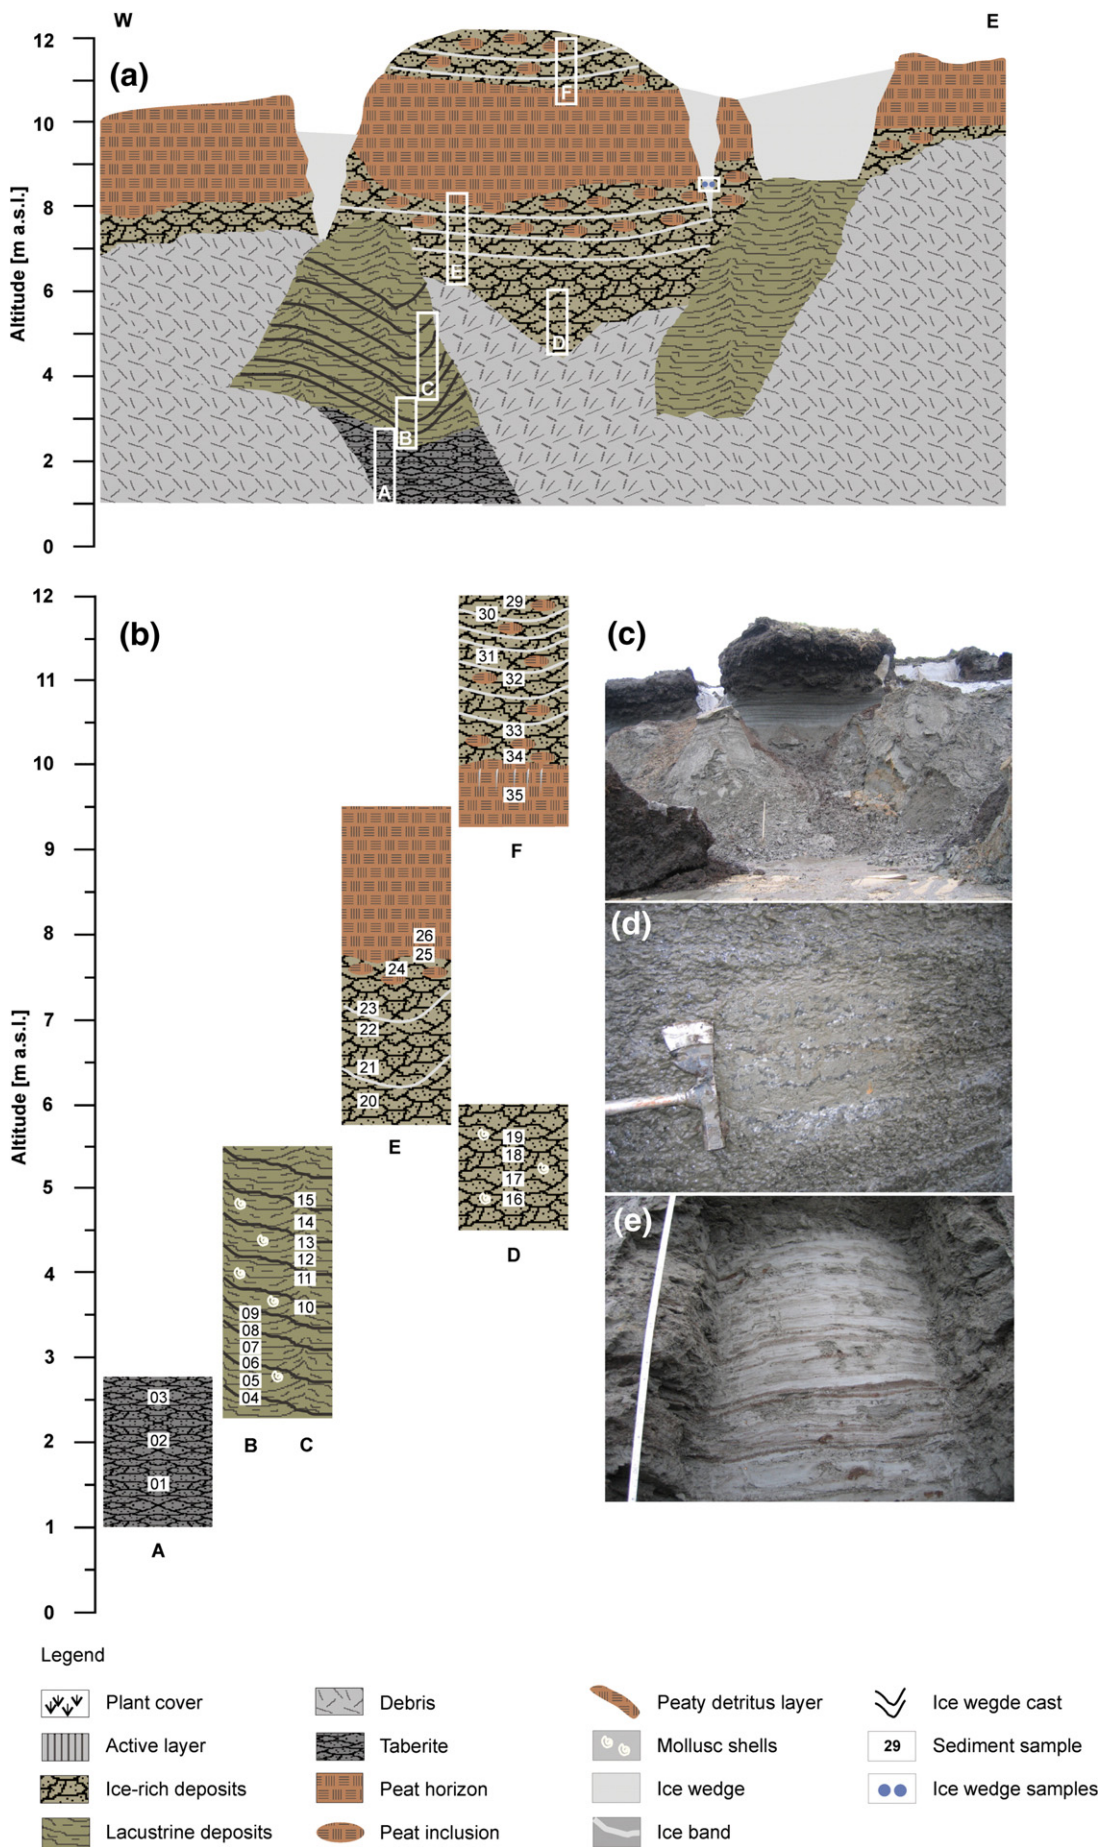 W
E
(a)
Altitude [m a.s.l.]
12
10
8
6
4
2
0
F
E
D
C
B
A
(b)
Altitude [m a.s.l.]
12
11
10
9
8
7
6
5
4
3
2
1
0
29
30
31
32
33
34
35
F
26
25
24
23
22
21
20
E
19
18
17
16
D
15
14
13
12
11
10
09
08
07
06
05
04
B
C
03
02
01
A
(c)
(d)
(e)
Legend
Plant cover
Debris
Peaty detritus layer
Ice wegde cast
Active layer
Taberite
Mollusc shells
29
Sediment sample
Ice-rich deposits
Peat horizon
Ice wedge
Ice wedge samples
Lacustrine deposits
Peat inclusion
Ice band